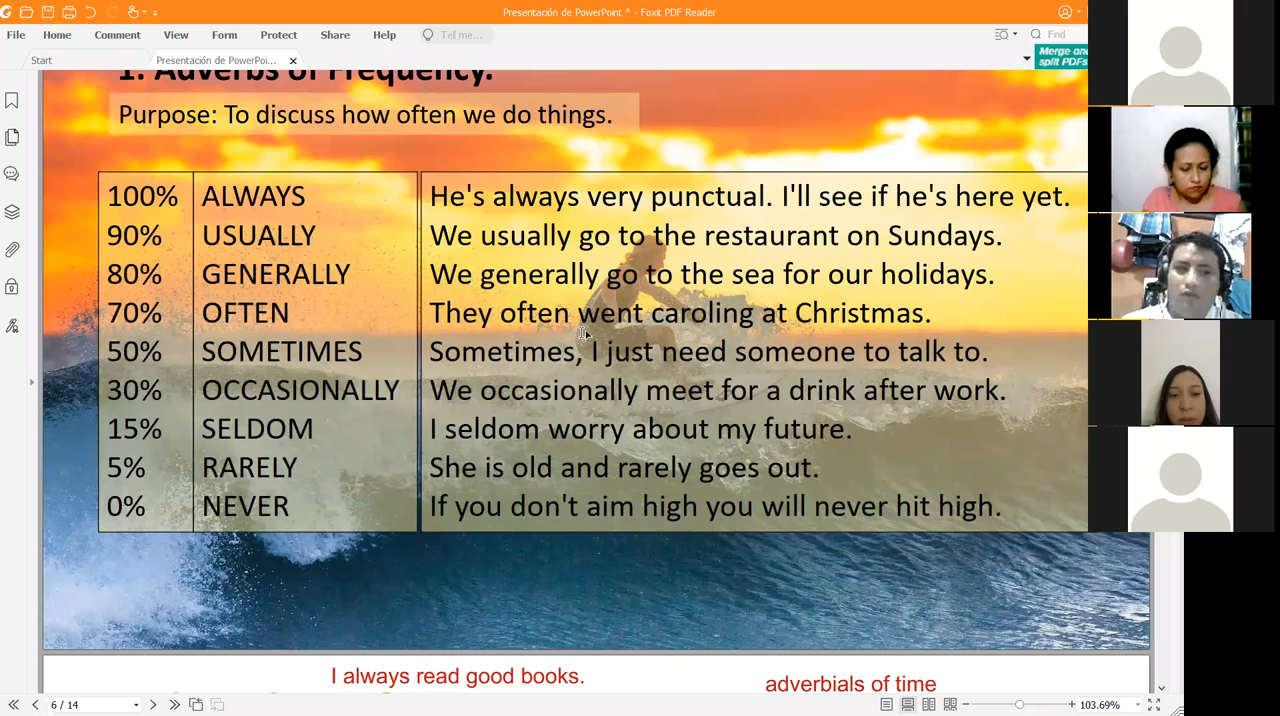 Presentación de PowerPoint * - Foxit PDF Reader
File Home Comment View Form Protect Share Help Tell me... Find
Start Presentación de PowerPoi... Merge and
split PDFs
1. Adverbs of Frequency.
Purpose: To discuss how often we do things.
100% ALWAYS He's always very punctual. I'll see if he's here yet.
90% USUALLY We usually go to the restaurant on Sundays.
80% GENERALLY We generally go to the sea for our holidays.
70% OFTEN They often went caroling at Christmas.
50% SOMETIMES Sometimes, I just need someone to talk to.
30% OCCASIONALLY We occasionally meet for a drink after work.
15% SELDOM I seldom worry about my future.
5% RARELY She is old and rarely goes out.
0% NEVER If you don't aim high you will never hit high.
I always read good books.
adverbials of time
6 / 14 103.69%